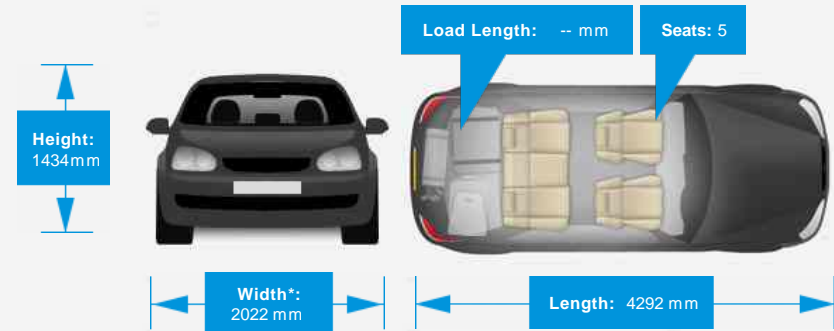 Load Length: -- mm
Seats: 5
Height:
1434mm
Width*:
2022 mm
Length: 4292 mm